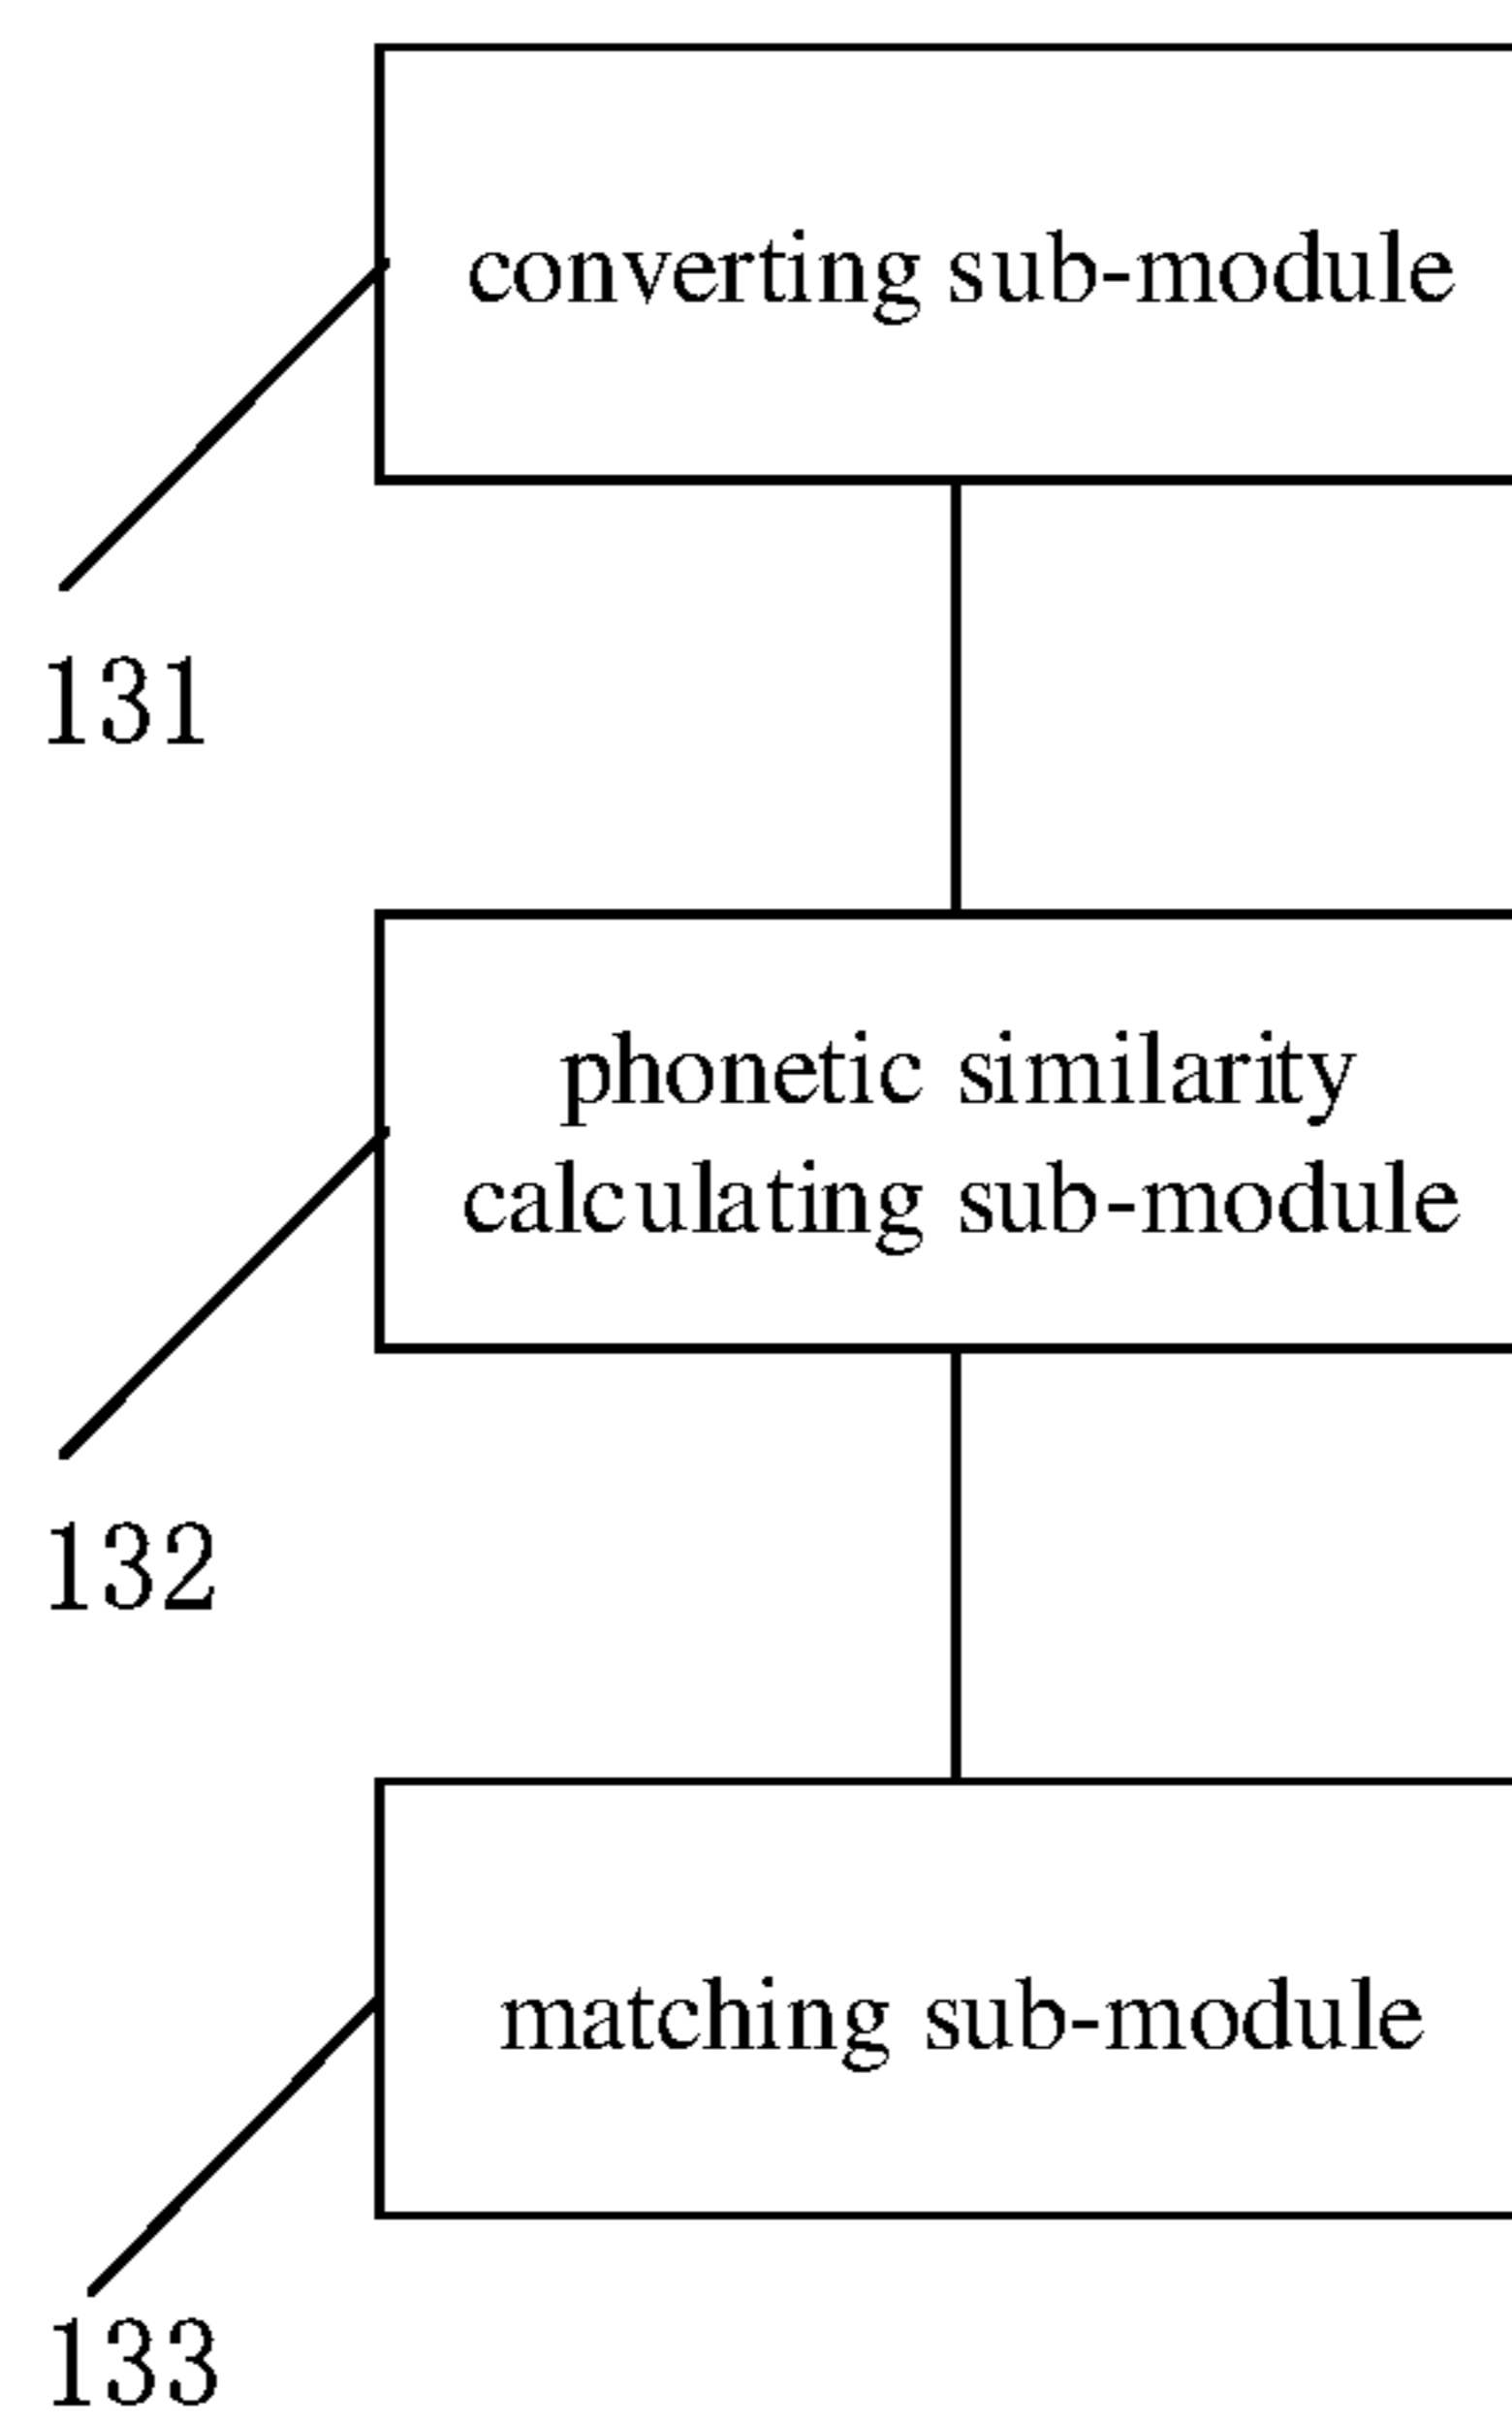 converting sub-module
131
phonetic similarity
calculating sub-module
132
matching sub-module
133